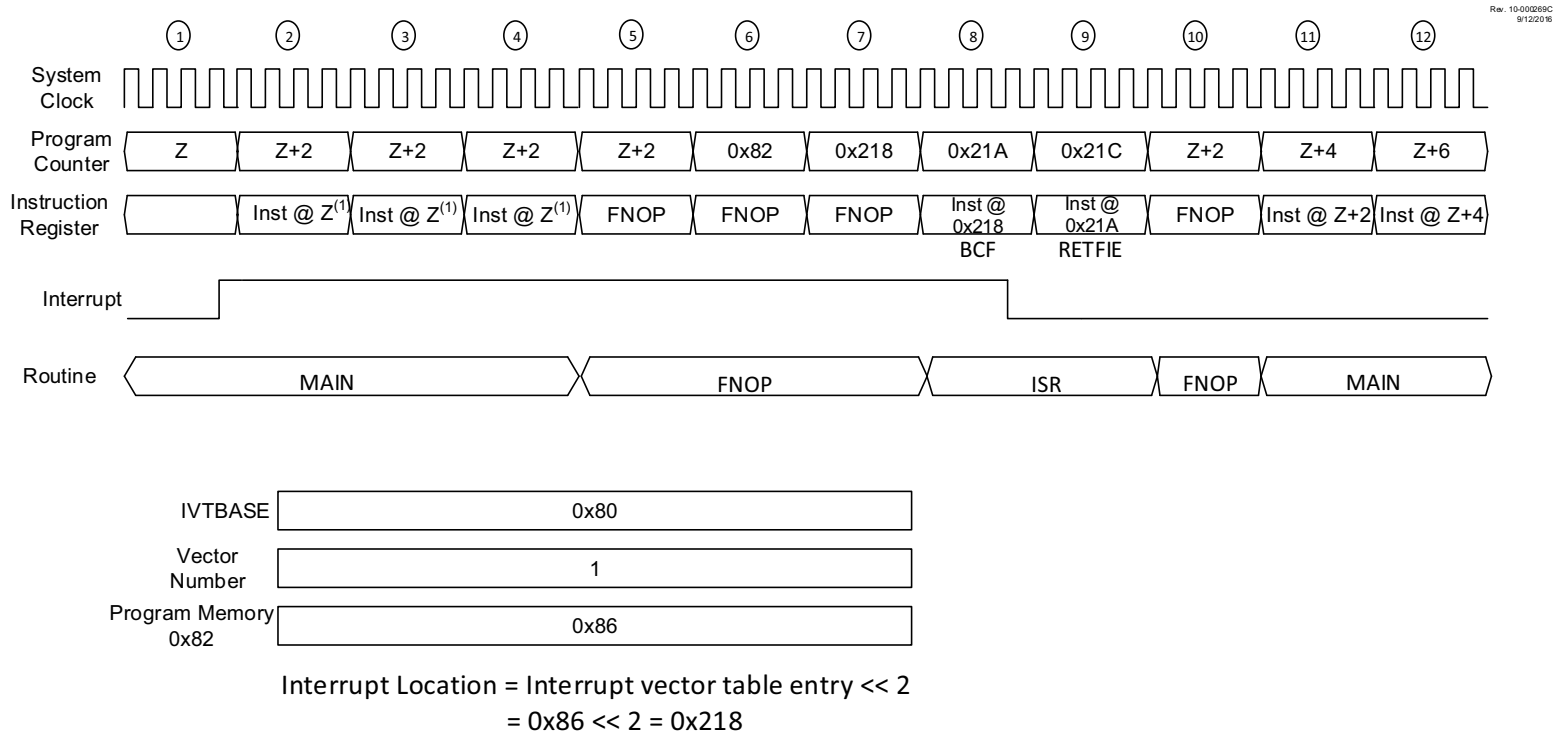 Rev. 10-000269C
9/12/2016
1 2 3 4 5 6 7 8 9 10 11 12
System
Clock
Program
Counter
Z Z+2 Z+2 Z+2 Z+2 0x82 0x218 0x21A 0x21C Z+2 Z+4 Z+6
Instruction
Register
Inst @ Z(1) Inst @ Z(1) Inst @ Z(1) FNOP FNOP FNOP Inst @ 0x218 Inst @ 0x21A FNOP Inst @ Z+2 Inst @ Z+4
BCF RETFIE
Interrupt
Routine MAIN FNOP ISR FNOP MAIN
IVTBASE 0x80
Vector
Number
1
Program Memory
0x82
0x86
Interrupt Location = Interrupt vector table entry << 2
= 0x86 << 2 = 0x218